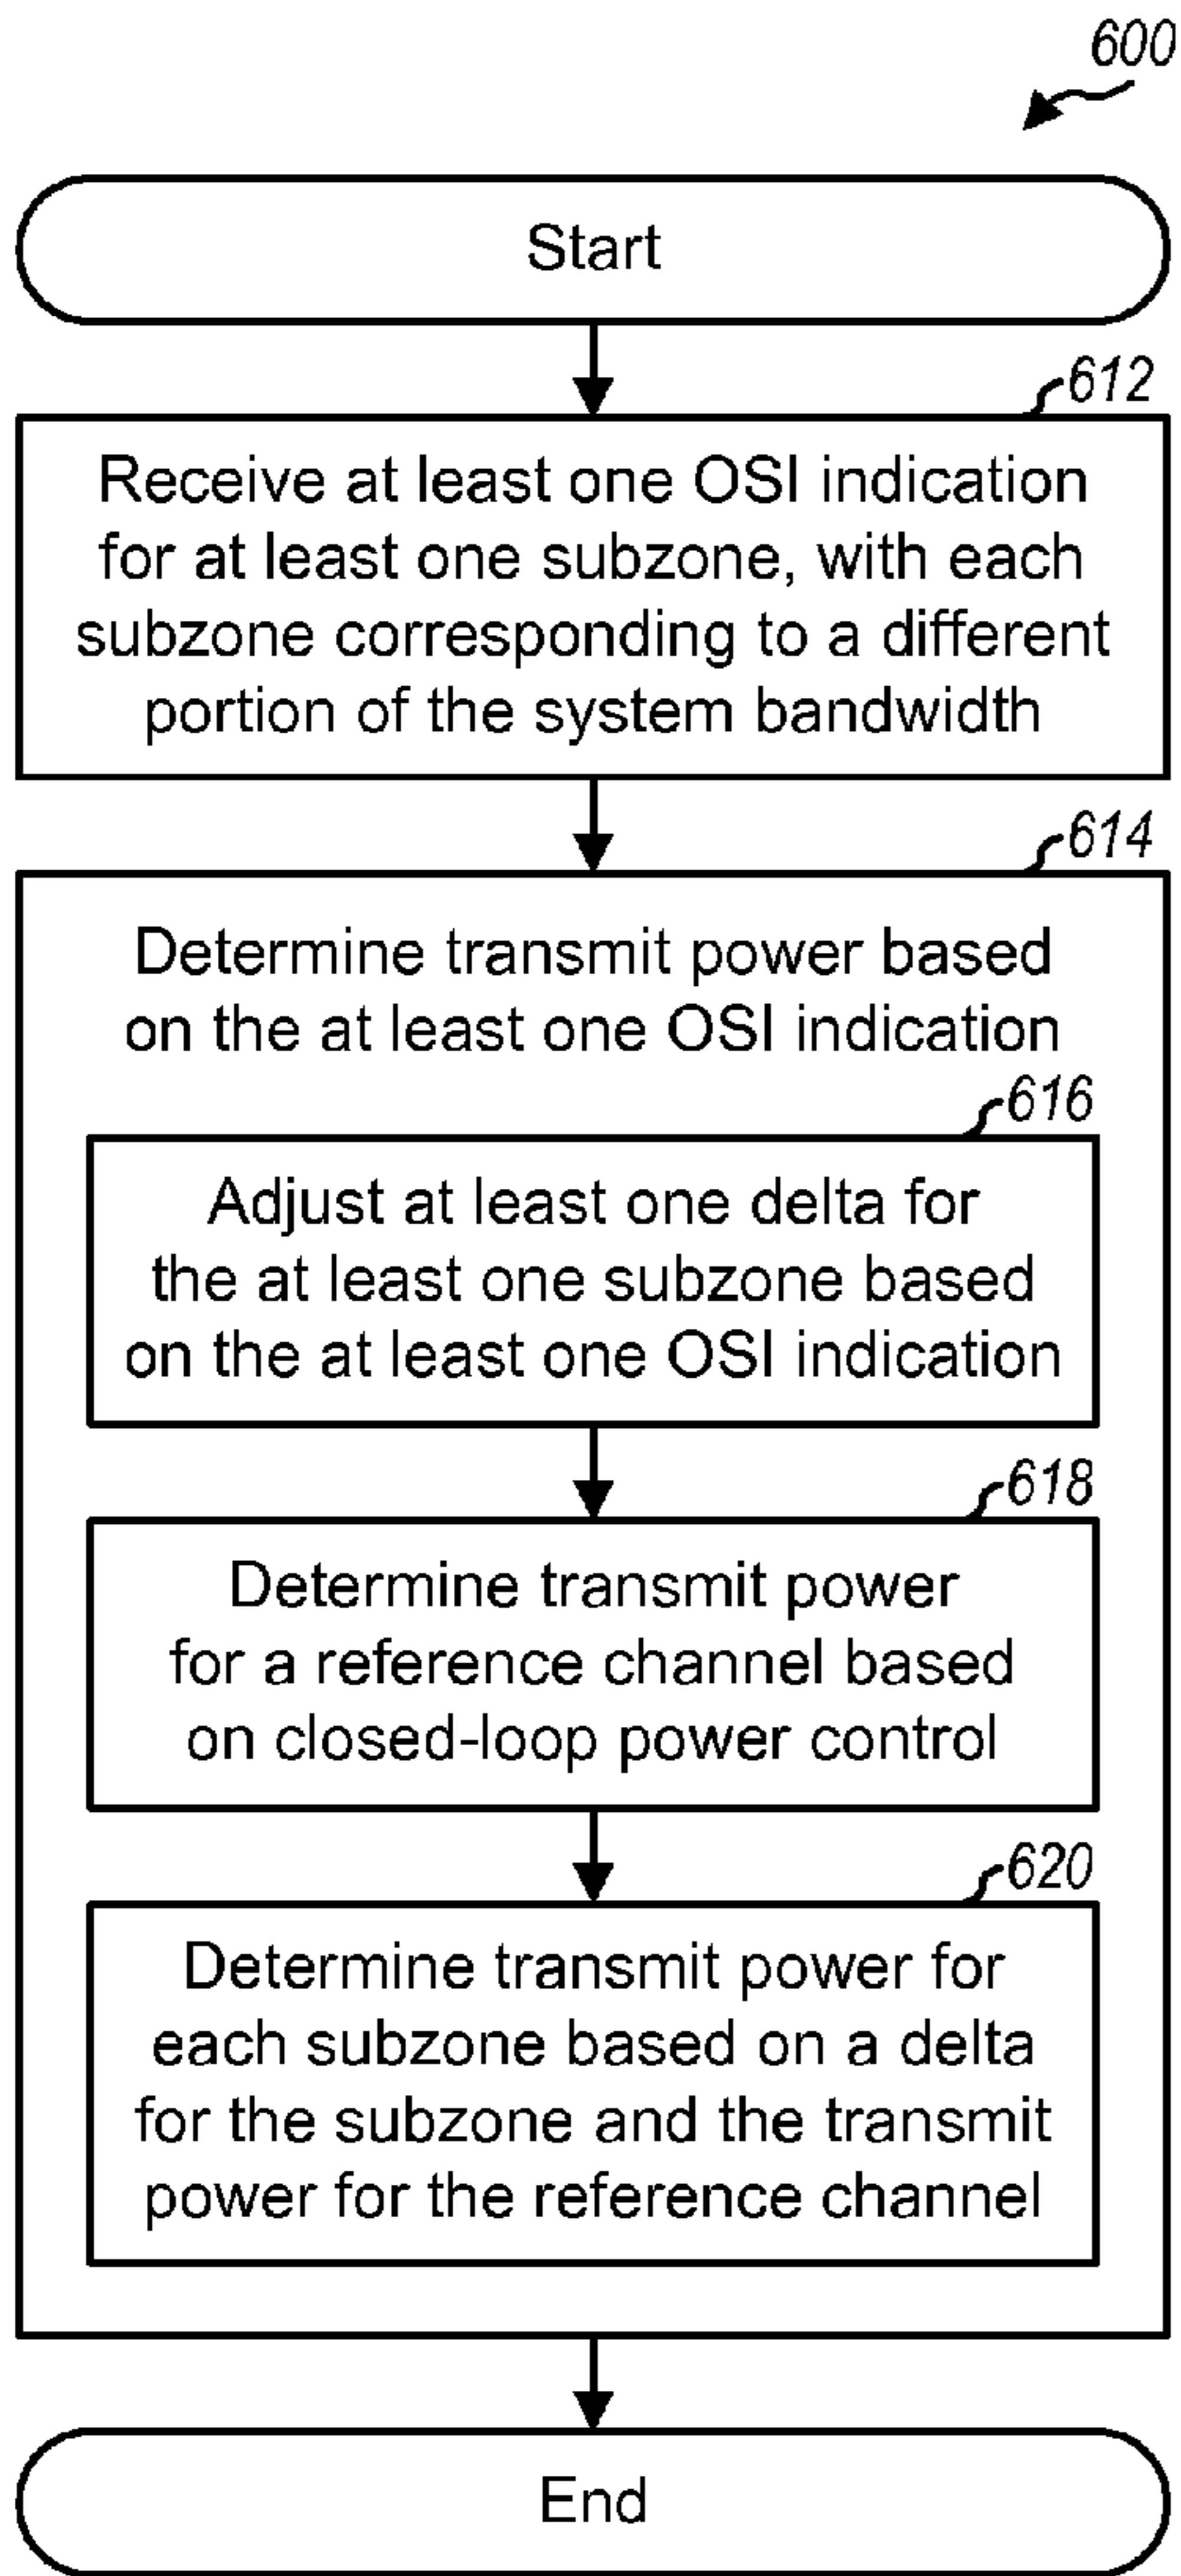 600
Start
612
Receive at least one OSI indication
for at least one subzone, with each
subzone corresponding to a different
portion of the system bandwidth
614
Determine transmit power based
on the at least one OSI indication
616
Adjust at least one delta for
the at least one subzone based
on the at least one OSI indication
618
Determine transmit power
for a reference channel based
on closed-loop power control
620
Determine transmit power for
each subzone based on a delta
for the subzone and the transmit
power for the reference channel
End